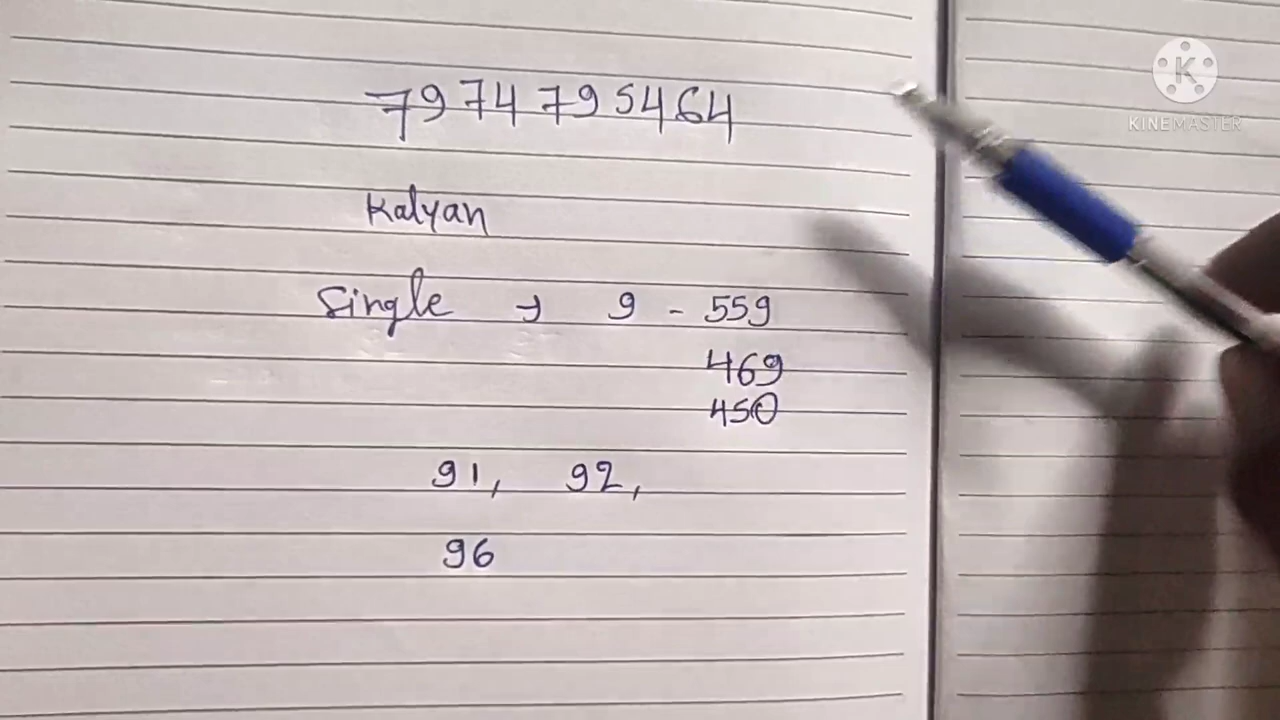 7974795464
Kalyan
Single → 9 - 559
469
450
91, 92,
96
K
KINEMASTER